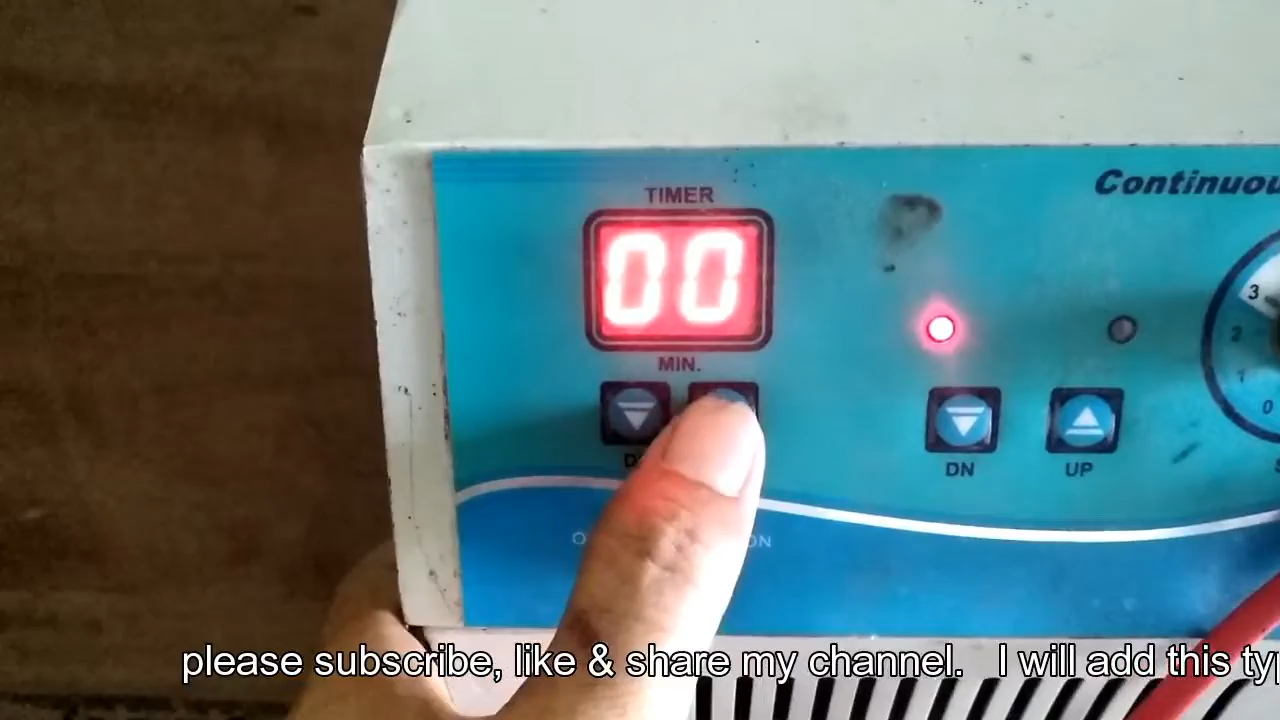 TIMER
Continuou
00
3
2
1
0
MIN.
DN
UP
ON
please subscribe, like & share my channel. I will add this typ